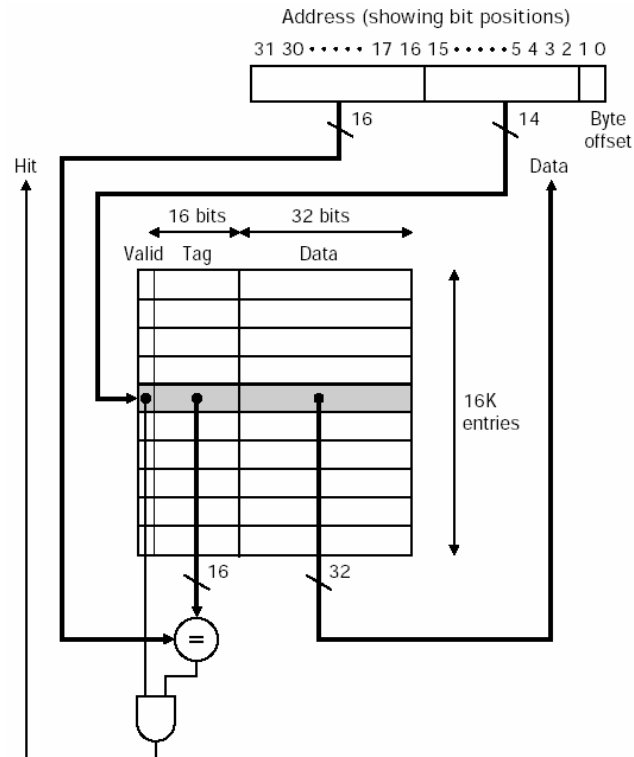 Address (showing bit positions)
31 30 ····· 17 16 15 ····· 5 4 3 2 1 0
16 14 Byte
offset
Hit Data
16 bits 32 bits
Valid Tag Data
16K
entries
16 32
=